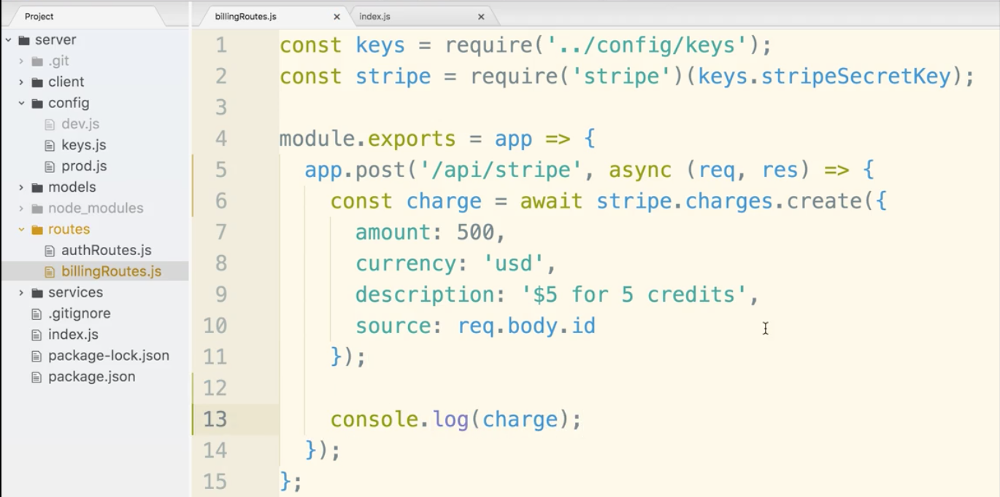 Project
server
.git
client
config
dev.js
keys.js
prod.js
models
node_modules
routes
authRoutes.js
billingRoutes.js
services
.gitignore
index.js
package-lock.json
package.json
billingRoutes.js × index.js ×
1 const keys = require('../config/keys');
2 const stripe = require('stripe')(keys.stripeSecretKey);
3
4 module.exports = app => {
5 app.post('/api/stripe', async (req, res) => {
6 const charge = await stripe.charges.create({
7 amount: 500,
8 currency: 'usd',
9 description: '$5 for 5 credits',
10 source: req.body.id
11 });
12
13 console.log(charge);
14 });
15 };